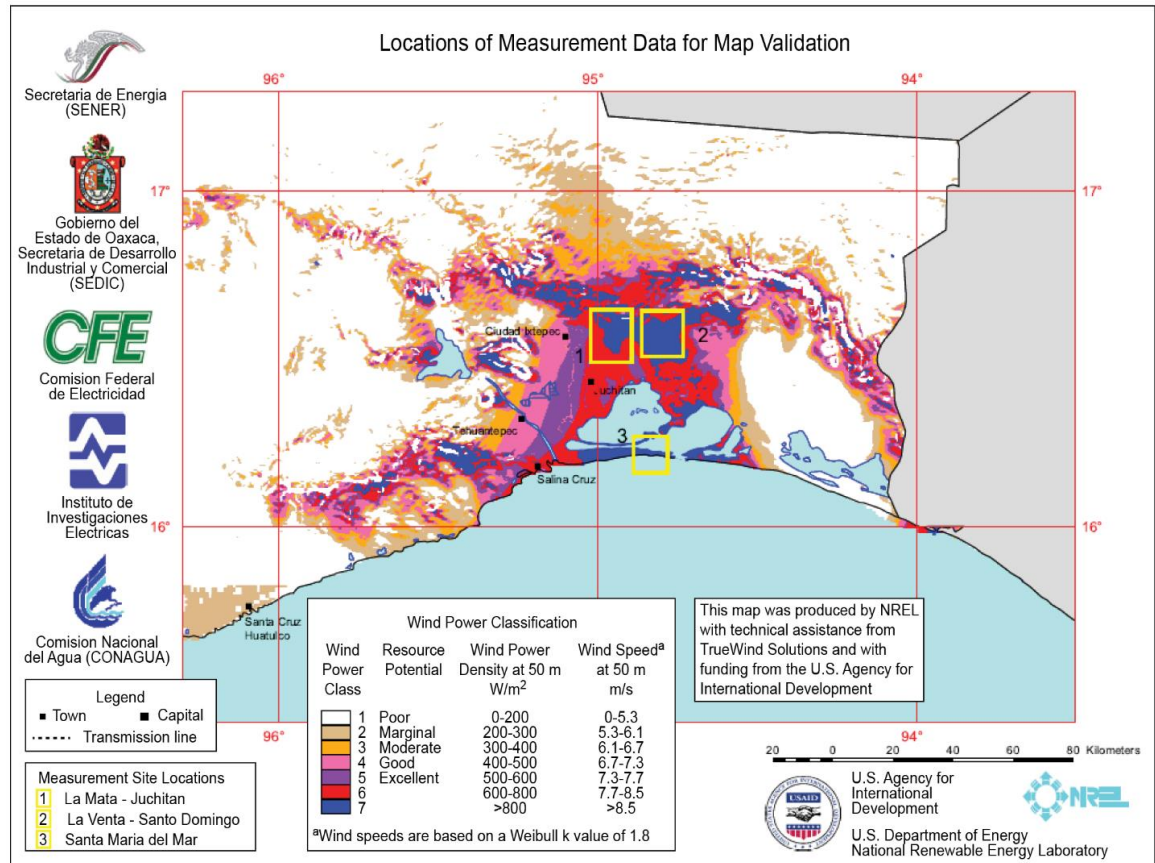 Locations of Measurement Data for Map Validation
Secretaria de Energia
(SENER)
Gobierno del
Estado de Oaxaca,
Secretaria de Desarrollo
Industrial y Comercial
(SEDIC)
CFE
Comision Federal
de Electricidad
Instituto de
Investigaciones
Electricas
Comision Nacional
del Agua (CONAGUA)
96°
95°
94°
17°
17°
Ciudad Ixtepec
1
2
Juchitan
Tehuantepec
3
Salina Cruz
16°
16°
Santa Cruz
Huatulco
96°
94°
Legend
Town
Capital
Transmission line
Measurement Site Locations
1 La Mata - Juchitan
2 La Venta - Santo Domingo
3 Santa Maria del Mar
Wind Power Classification
Wind Resource Wind Power Wind Speedᵃ
Power Potential Density at 50 m at 50 m
Class W/m² m/s
1 Poor 0-200 0-5.3
2 Marginal 200-300 5.3-6.1
3 Moderate 300-400 6.1-6.7
4 Good 400-500 6.7-7.3
5 Excellent 500-600 7.3-7.7
6 600-800 7.7-8.5
7 >800 >8.5
ᵃWind speeds are based on a Weibull k value of 1.8
This map was produced by NREL
with technical assistance from
TrueWind Solutions and with
funding from the U.S. Agency for
International Development
20 0 20 40 60 80 Kilometers
USAID
U.S. Agency for
International
Development
NREL
U.S. Department of Energy
National Renewable Energy Laboratory